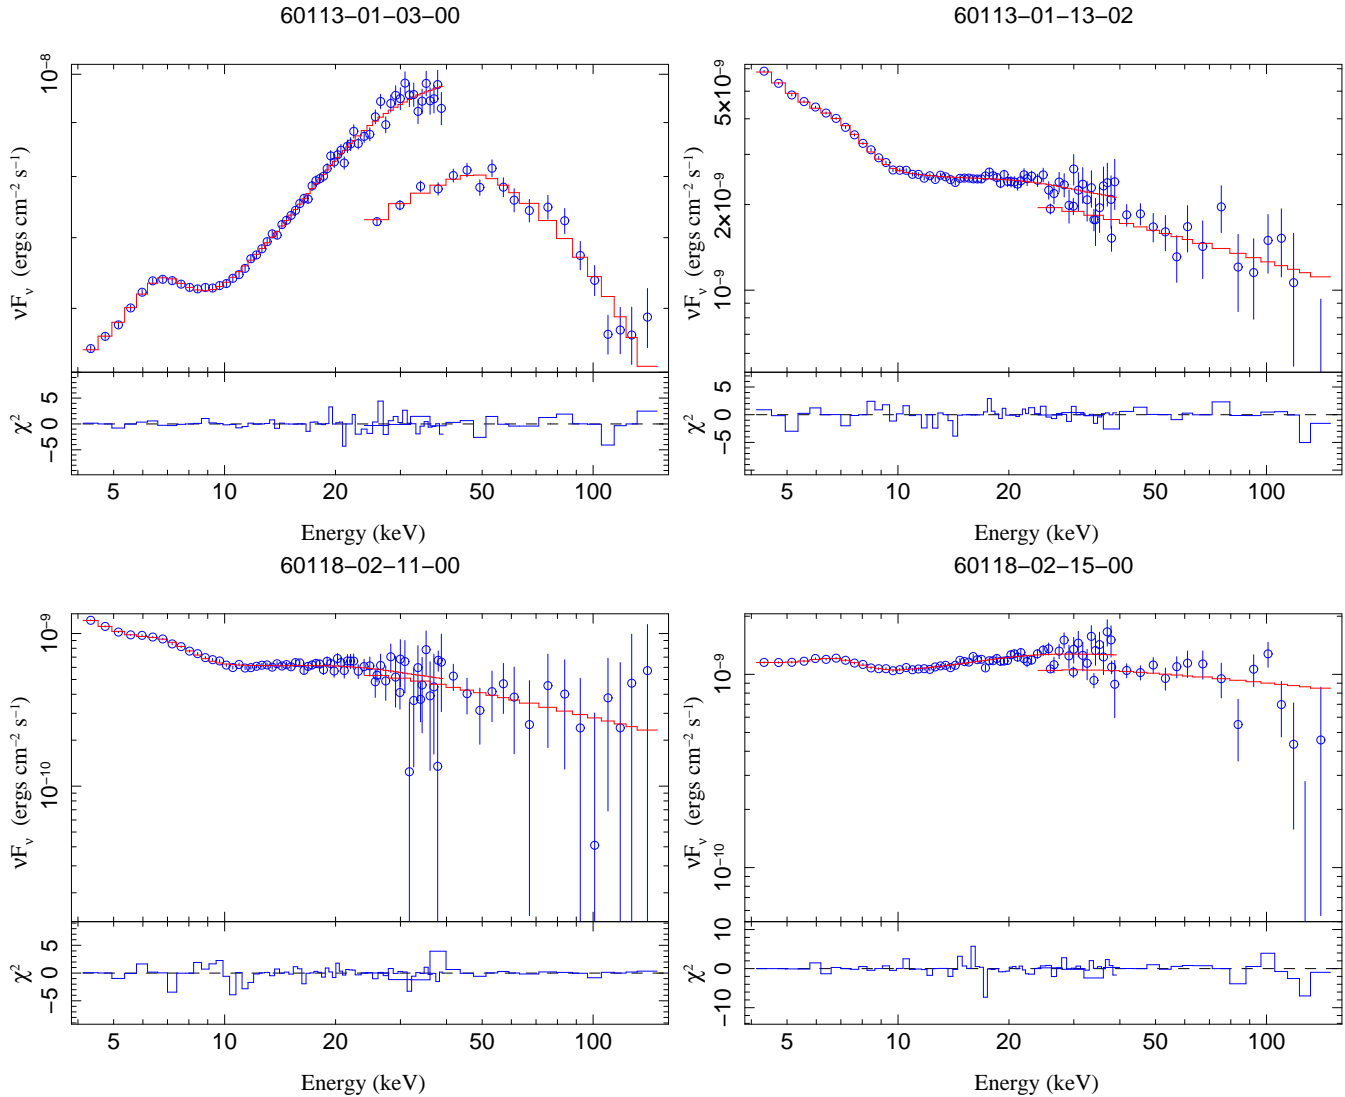 60113−01−03−00
10⁻⁸
νFν (ergs cm⁻² s⁻¹)
5
0
−5
χ²
5 10 20 50 100
Energy (keV)
60113−01−13−02
5×10⁻⁹
2×10⁻⁹
10⁻⁹
νFν (ergs cm⁻² s⁻¹)
5
0
−5
χ²
5 10 20 50 100
Energy (keV)
60118−02−11−00
10⁻⁹
10⁻¹⁰
νFν (ergs cm⁻² s⁻¹)
5
0
−5
χ²
5 10 20 50 100
Energy (keV)
60118−02−15−00
10⁻⁹
10⁻¹⁰
νFν (ergs cm⁻² s⁻¹)
10
0
−10
χ²
5 10 20 50 100
Energy (keV)